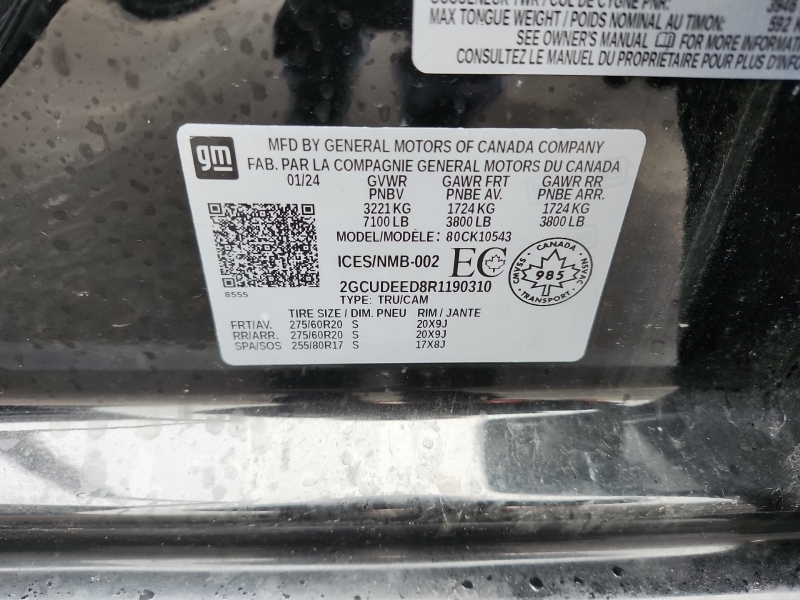 MAX TONGUE WEIGHT / POIDS NOMINAL AU TIMON: 592 K
SEE OWNER'S MANUAL FOR MORE INFORMAT
CONSULTEZ LE MANUEL DU PROPRIETAIRE POUR PLUS D'INFO
gm
MFD BY GENERAL MOTORS OF CANADA COMPANY
FAB. PAR LA COMPAGNIE GENERAL MOTORS DU CANADA
01/24 GVWR GAWR FRT GAWR RR
PNBV PNBE AV. PNBE ARR.
3221 KG 1724 KG 1724 KG
7100 LB 3800 LB 3800 LB
MODEL/MODÈLE: 80CK10543
ICES/NMB-002 EC
CANADA
CMVSS 985 NSVAC
TRANSPORT
8555
2GCUDEED8R1190310
TYPE: TRU/CAM
TIRE SIZE / DIM. PNEU RIM / JANTE
FRT/AV. 275/60R20 S 20X9J
RR/ARR. 275/60R20 S 20X9J
SPA/SOS 255/80R17 S 17X8J